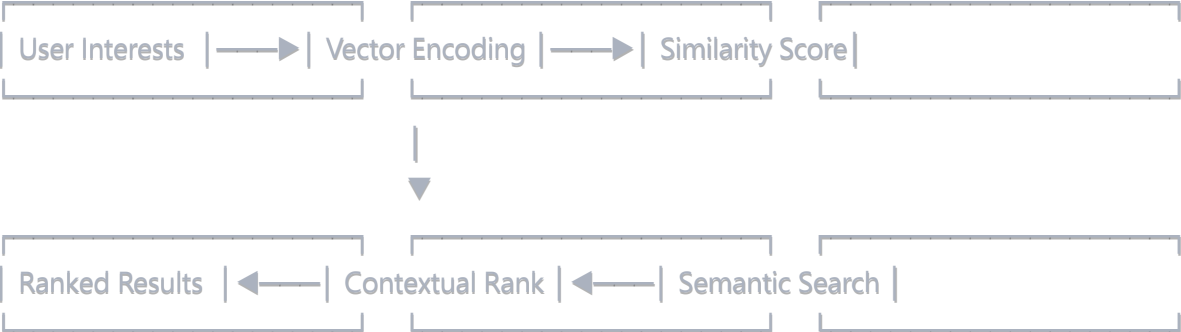 User Interests Vector Encoding Similarity Score
Ranked Results Contextual Rank Semantic Search